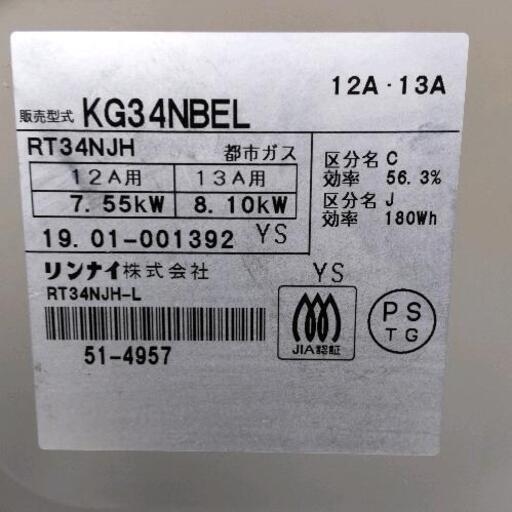 12A・13A
販売型式 KG34NBEL
RT34NJH 都市ガス
12A用 13A用
7.55kW 8.10kW
区分名 C
効率 56.3%
区分名 J
効率 180Wh
19.01-001392 YS
リンナイ株式会社
YS
RT34NJH-L
51-4957
JIA認証
PS
TG